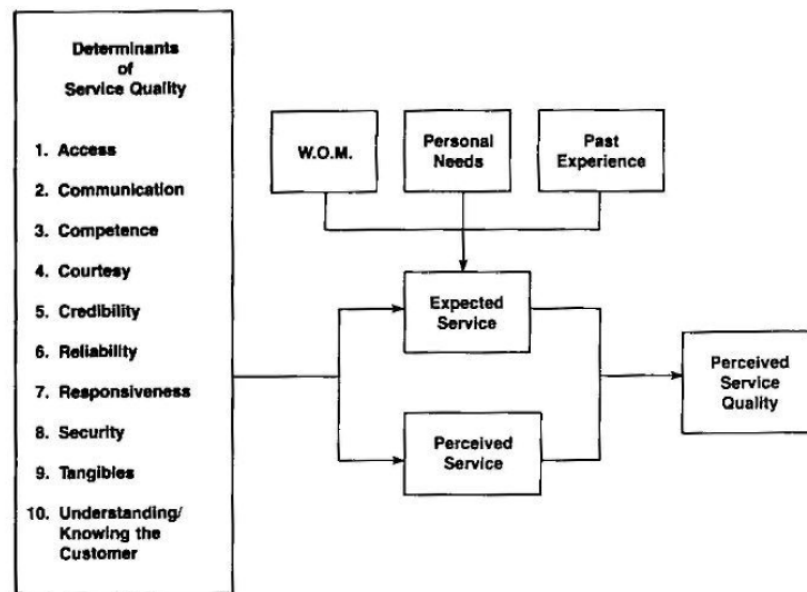 Determinants
of
Service Quality
1. Access
2. Communication
3. Competence
4. Courtesy
5. Credibility
6. Reliability
7. Responsiveness
8. Security
9. Tangibles
10. Understanding/
Knowing the
Customer
W.O.M.
Personal
Needs
Past
Experience
Expected
Service
Perceived
Service
Perceived
Service
Quality